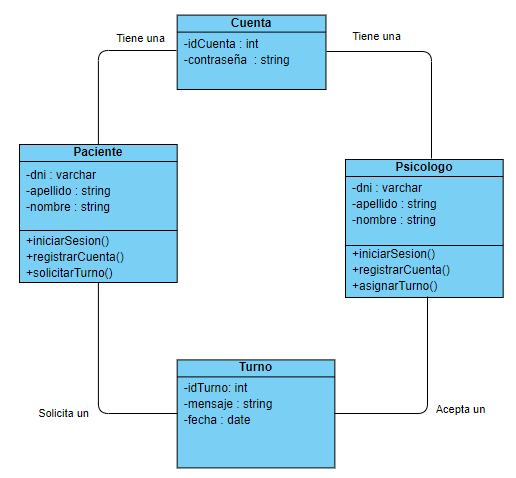 Cuenta
-idCuenta : int
-contraseña : string
Tiene una
Tiene una
Paciente
-dni : varchar
-apellido : string
-nombre : string
+iniciarSesion()
+registrarCuenta()
+solicitarTurno()
Psicologo
-dni : varchar
-apellido : string
-nombre : string
+iniciarSesion()
+registrarCuenta()
+asignarTurno()
Turno
-idTurno: int
-mensaje : string
-fecha : date
Solicita un
Acepta un